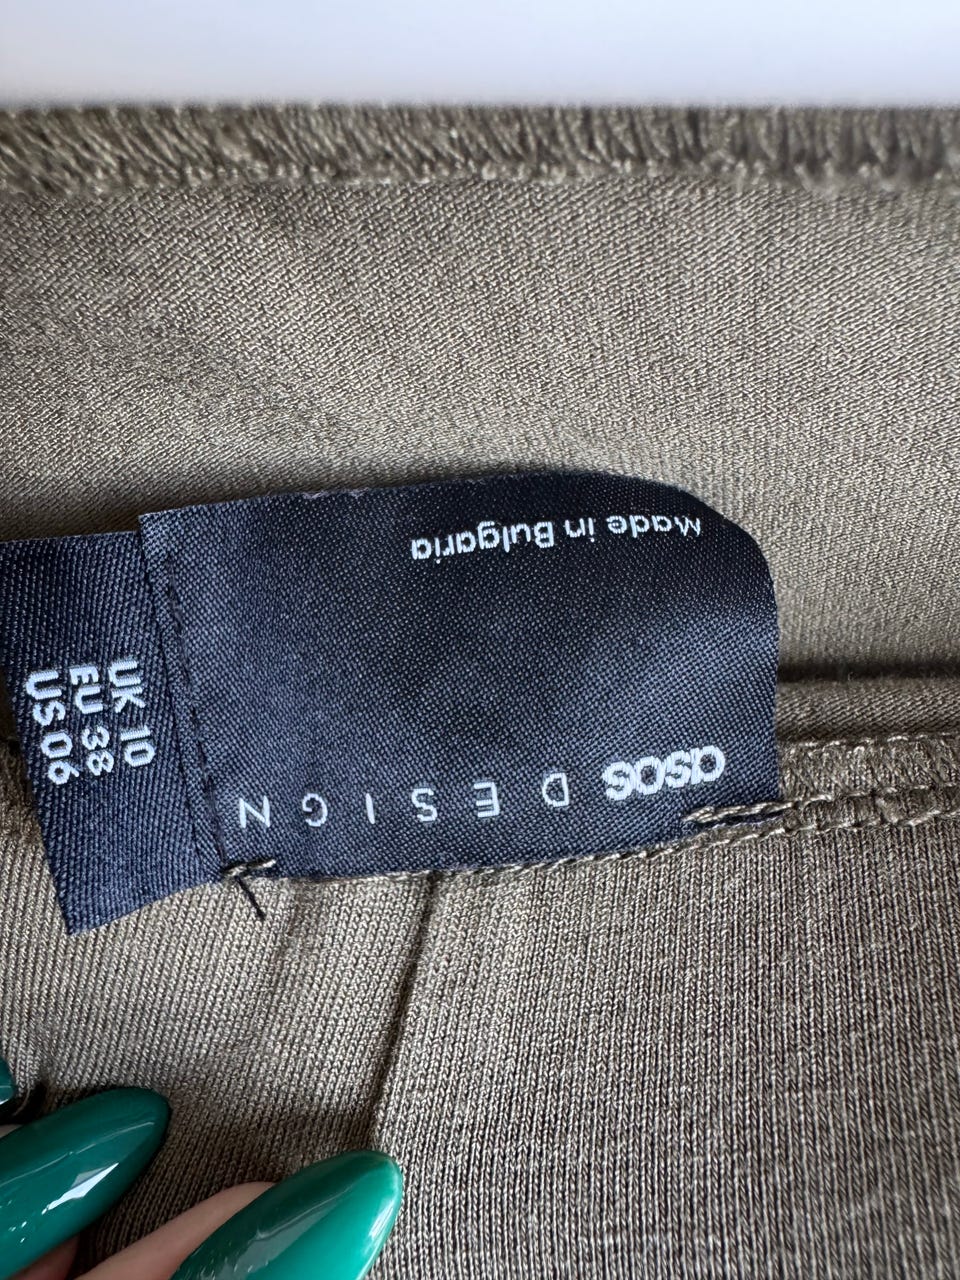 asos DESIGN
Made in Bulgaria
UK 10
EU 38
US 06